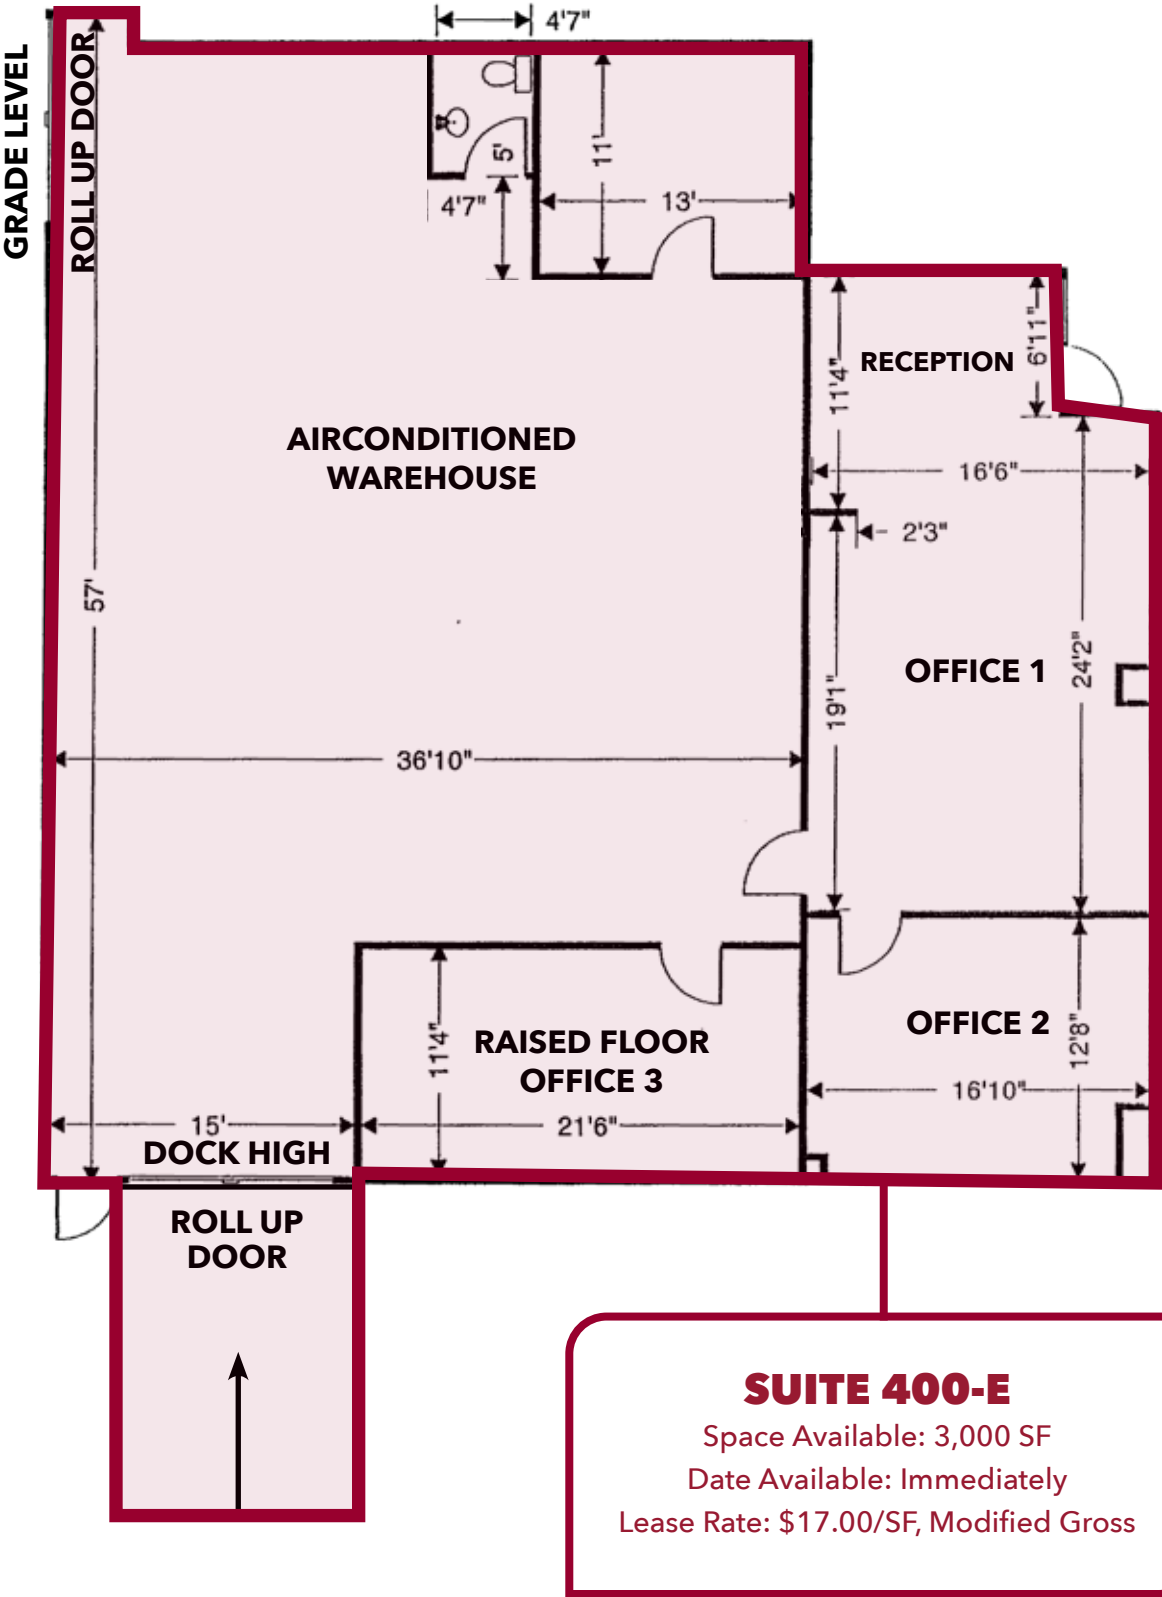 4'7"
GRADE LEVEL
ROLL UP DOOR
5'
11'
4'7"
13'
6'11"
11'4"
RECEPTION
AIRCONDITIONED
WAREHOUSE
16'6"
2'3"
57'
OFFICE 1
24'2"
19'1"
36'10"
OFFICE 2
RAISED FLOOR
OFFICE 3
11'4"
12'8"
16'10"
15'
21'6"
DOCK HIGH
ROLL UP
DOOR
SUITE 400-E
Space Available: 3,000 SF
Date Available: Immediately
Lease Rate: $17.00/SF, Modified Gross